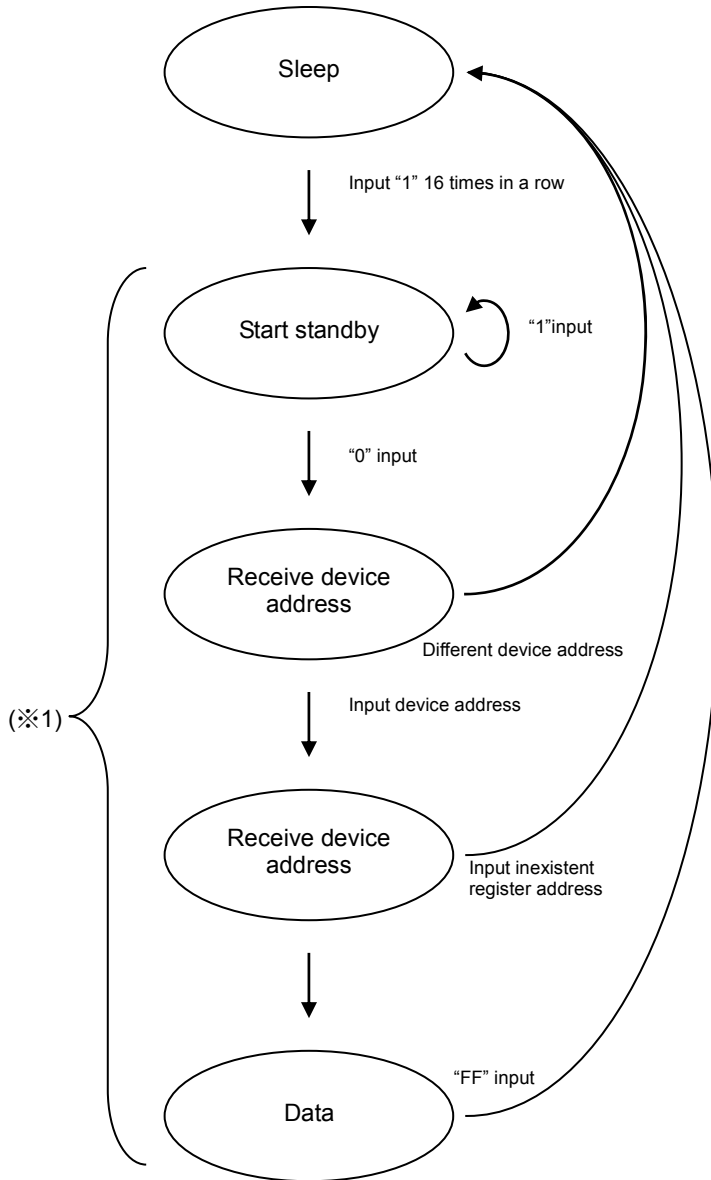 Sleep
Input “1” 16 times in a row
Start standby
“1”input
“0” input
Receive device
address
Different device address
Input device address
(※1)
Receive device
address
Input inexistent
register address
“FF” input
Data